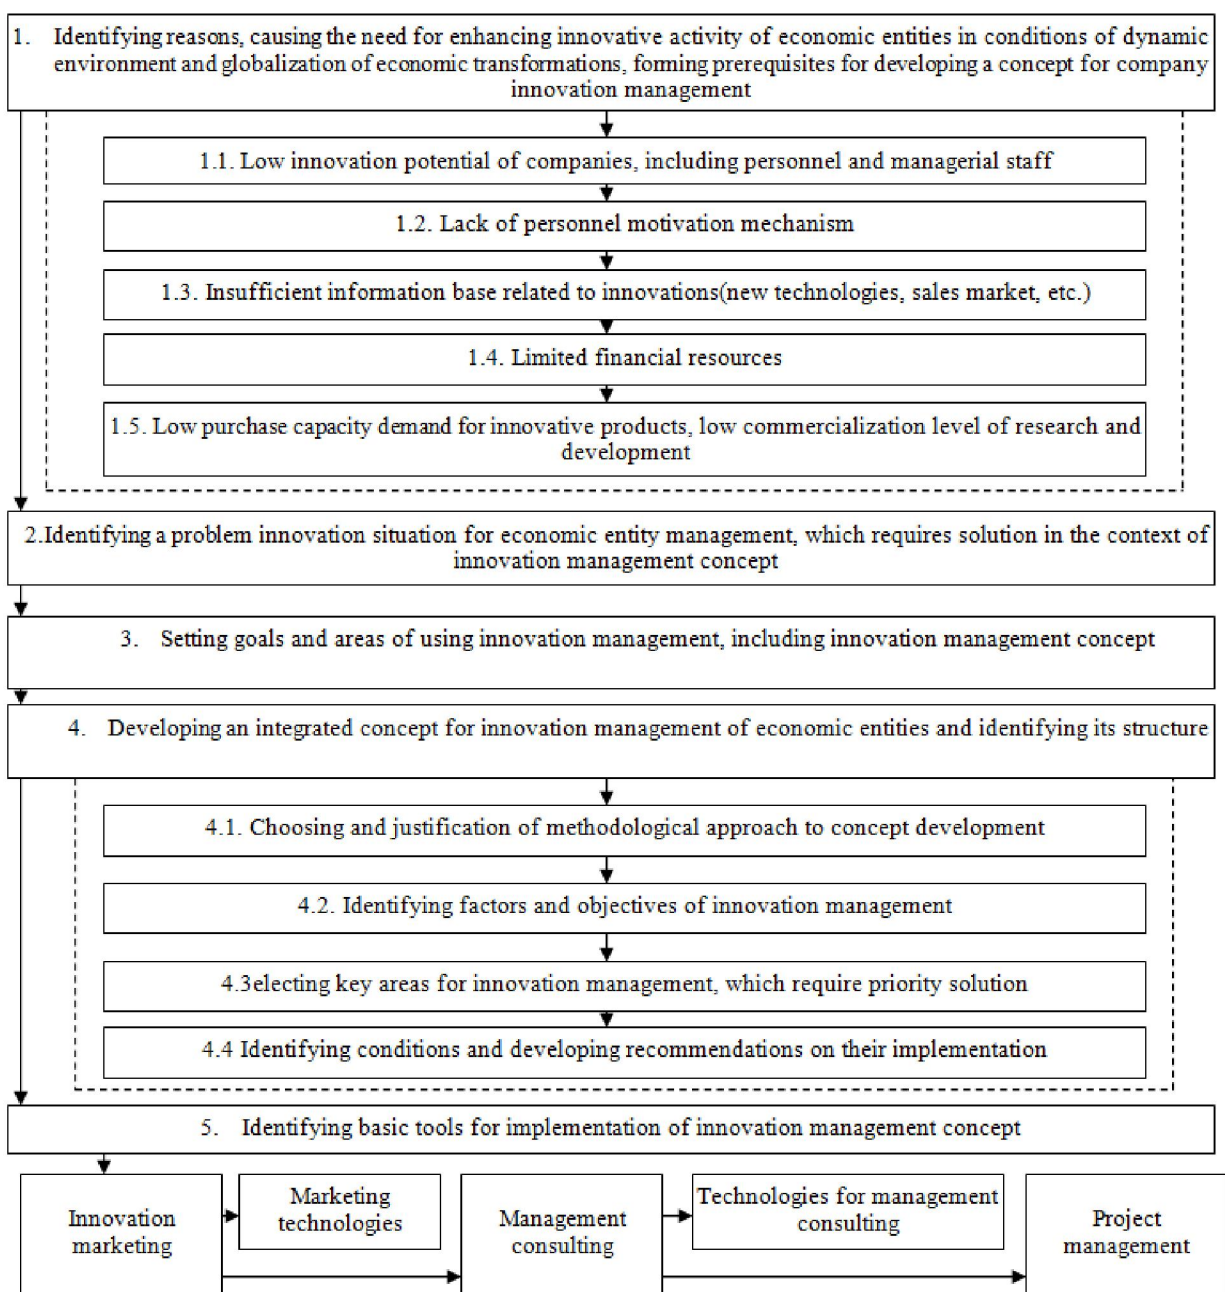 1. Identifying reasons, causing the need for enhancing innovative activity of economic entities in conditions of dynamic
environment and globalization of economic transformations, forming prerequisites for developing a concept for company
innovation management
1.1. Low innovation potential of companies, including personnel and managerial staff
1.2. Lack of personnel motivation mechanism
1.3. Insufficient information base related to innovations(new technologies, sales market, etc.)
1.4. Limited financial resources
1.5. Low purchase capacity demand for innovative products, low commercialization level of research and
development
2.Identifying a problem innovation situation for economic entity management, which requires solution in the context of
innovation management concept
3. Setting goals and areas of using innovation management, including innovation management concept
4. Developing an integrated concept for innovation management of economic entities and identifying its structure
4.1. Choosing and justification of methodological approach to concept development
4.2. Identifying factors and objectives of innovation management
4.3electing key areas for innovation management, which require priority solution
4.4 Identifying conditions and developing recommendations on their implementation
5. Identifying basic tools for implementation of innovation management concept
Innovation
marketing
Marketing
technologies
Management
consulting
Technologies for management
consulting
Project
management